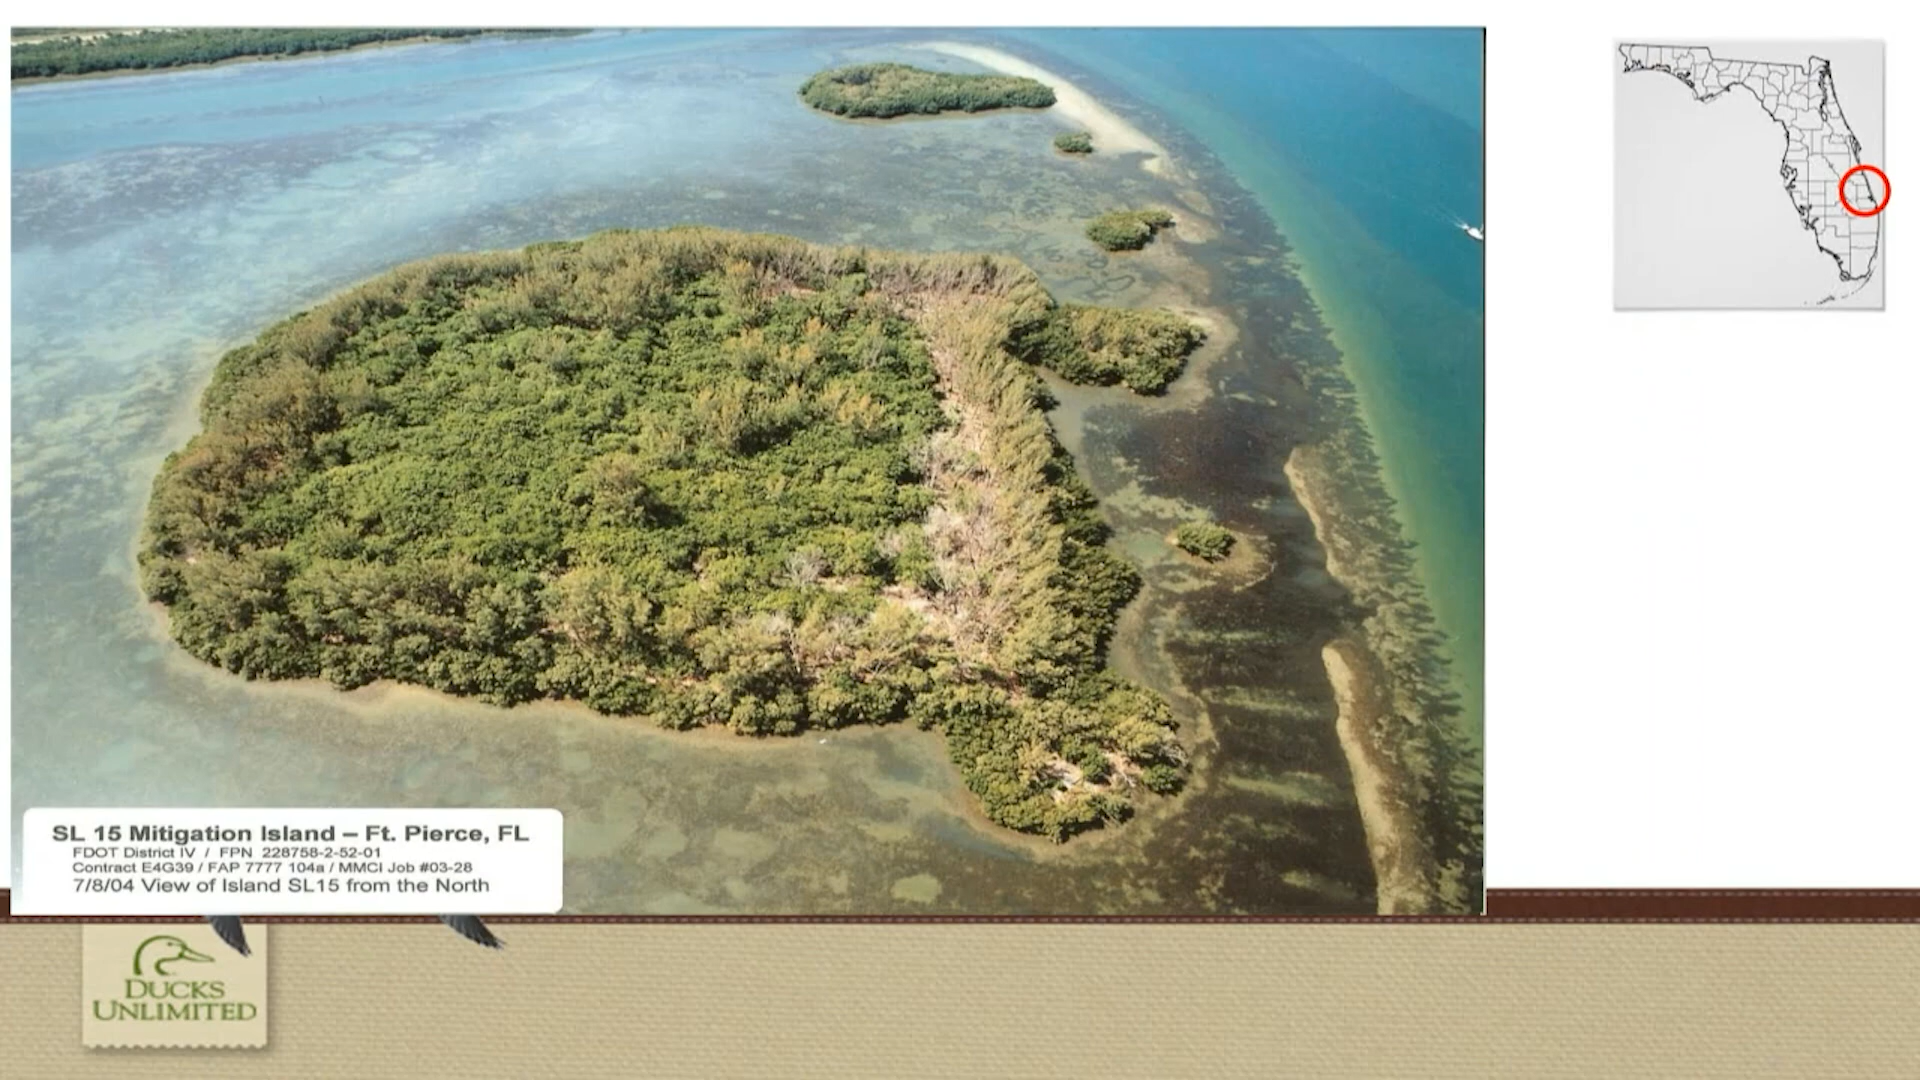 SL 15 Mitigation Island – Ft. Pierce, FL
FDOT District IV / FPN 228758-2-52-01
Contract E4G39 / FAP 7777 104a / MMCI Job #03-28
7/8/04 View of Island SL15 from the North
DUCKS
UNLIMITED